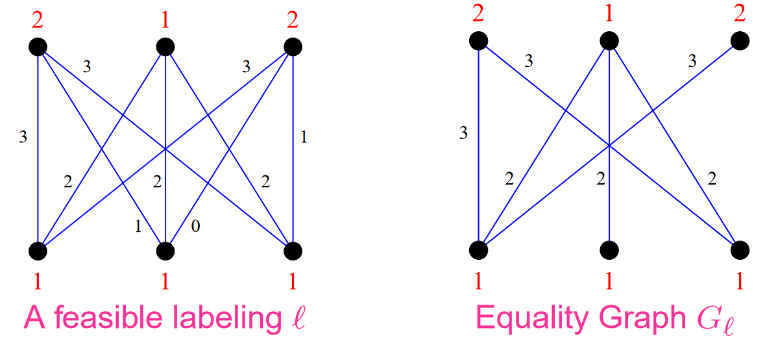 2 1 2 2 1 2
3 3 3 3
3 1 3
2 2 2 2 2 2
1 0
1 1 1 1 1 1
A feasible labeling ℓ Equality Graph Gℓ